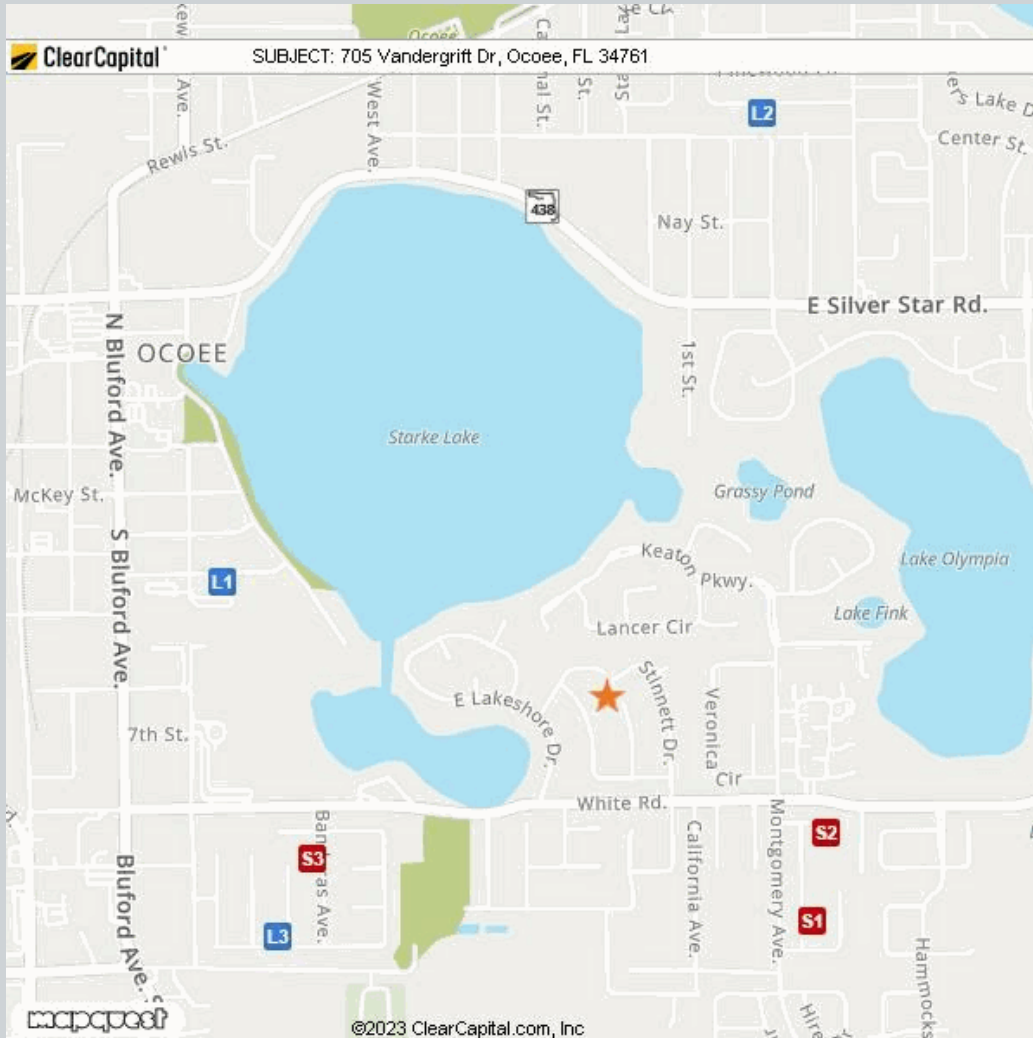 Ocoee
ClearCapital
SUBJECT: 705 Vandergrift Dr, Ocoee, FL 34761
Ave.
West Ave.
St.
L2
Center St.
Rewis St.
438
Nay St.
E Silver Star Rd.
N Bluford Ave.
OCOEE
1st St.
Starke Lake
McKey St.
Grassy Pond
S Bluford Ave.
Keaton Pkwy.
Lake Olympia
L1
Lake Fink
Lancer Cir
E Lakeshore Dr.
Stinnett Dr.
Veronica Cir
7th St.
White Rd.
S3
S2
California Ave.
Montgomery Ave.
S1
L3
Bluford Ave. S
Hammocks
mapquest
©2023 ClearCapital.com, Inc